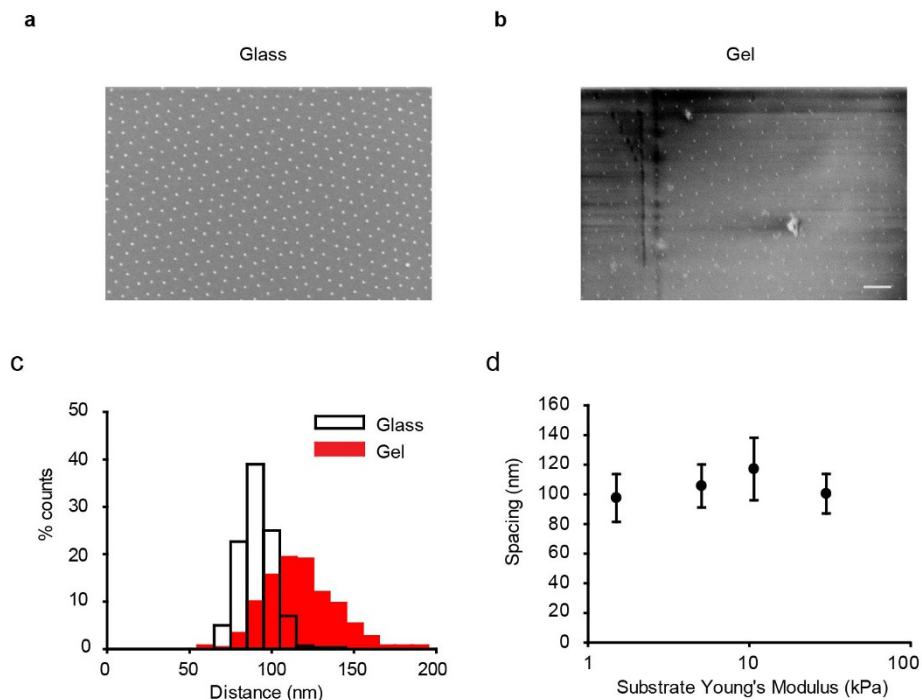 a
b
Glass
Gel
c
d
50
40
30
20
10
0
% counts
Glass
Gel
0
50
100
150
200
Distance (nm)
160
140
120
100
80
60
40
20
0
Spacing (nm)
1
10
100
Substrate Young's Modulus (kPa)